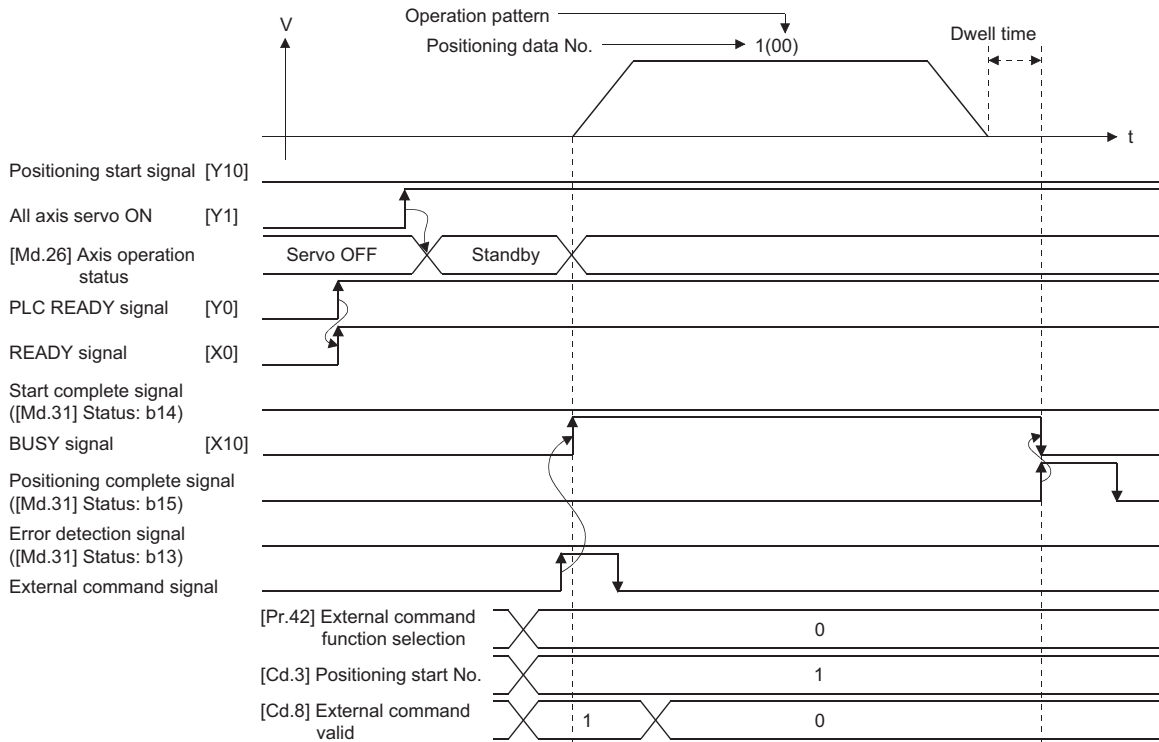 Operation pattern
V
Positioning data No.
1(00)
Dwell time
t
Positioning start signal [Y10]
All axis servo ON [Y1]
[Md.26] Axis operation
status
Servo OFF
Standby
PLC READY signal [Y0]
READY signal [X0]
Start complete signal
([Md.31] Status: b14)
BUSY signal [X10]
Positioning complete signal
([Md.31] Status: b15)
Error detection signal
([Md.31] Status: b13)
External command signal
[Pr.42] External command
function selection
0
[Cd.3] Positioning start No.
1
[Cd.8] External command
valid
1
0